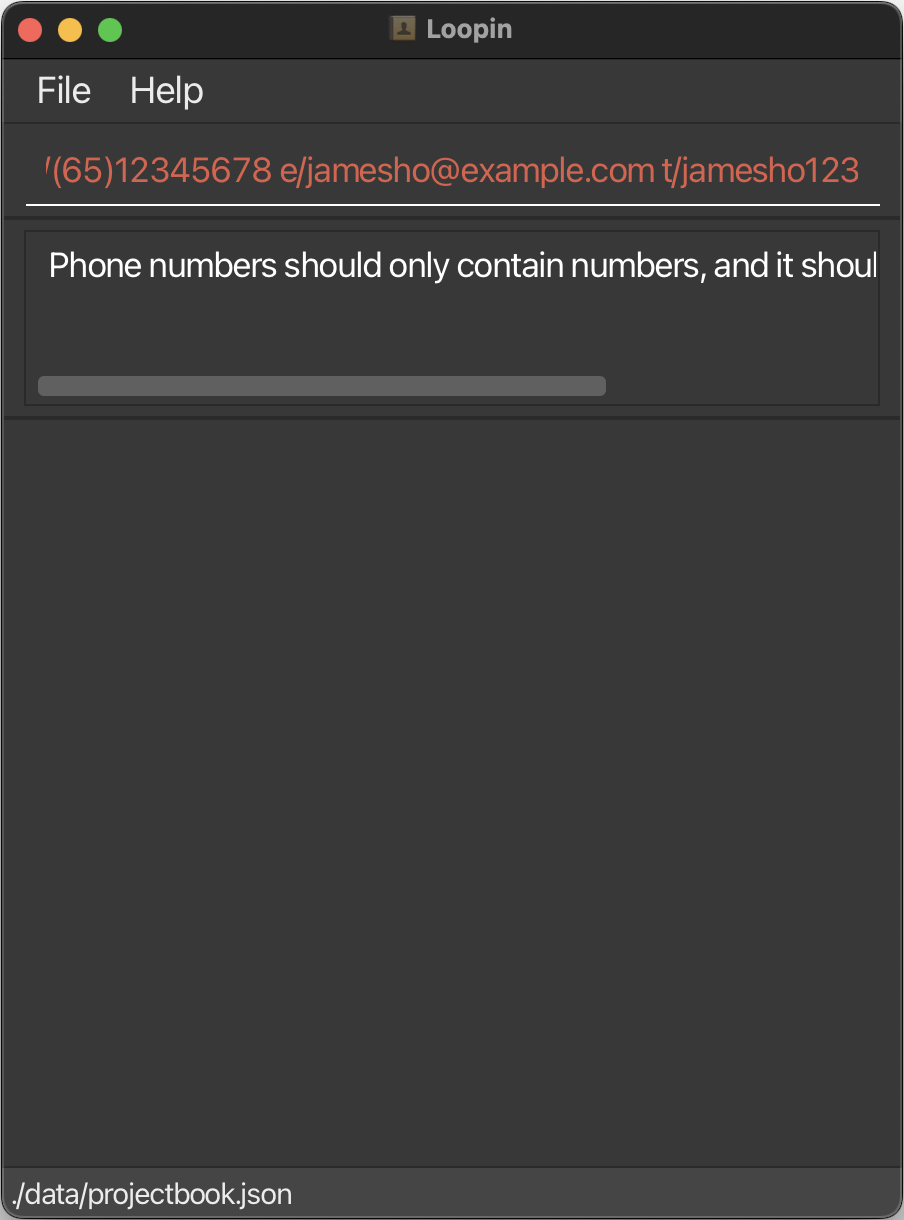 Loopin
File Help
/(65)12345678 e/jamesho@example.com t/jamesho123
Phone numbers should only contain numbers, and it shoul
./data/projectbook.json